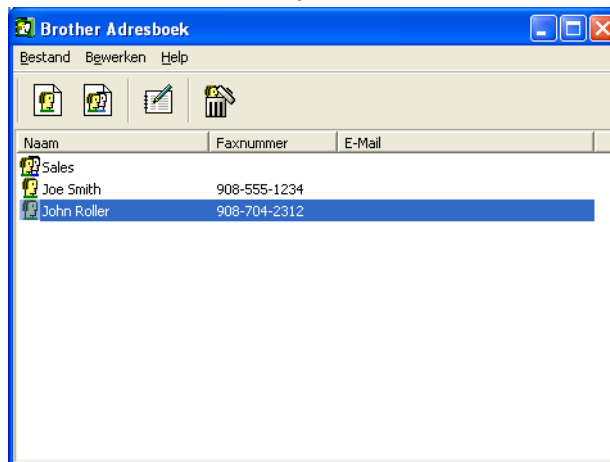 Brother Adresboek
Bestand Bewerken Help
Naam Faxnummer E-Mail
Sales
Joe Smith 908-555-1234
John Roller 908-704-2312